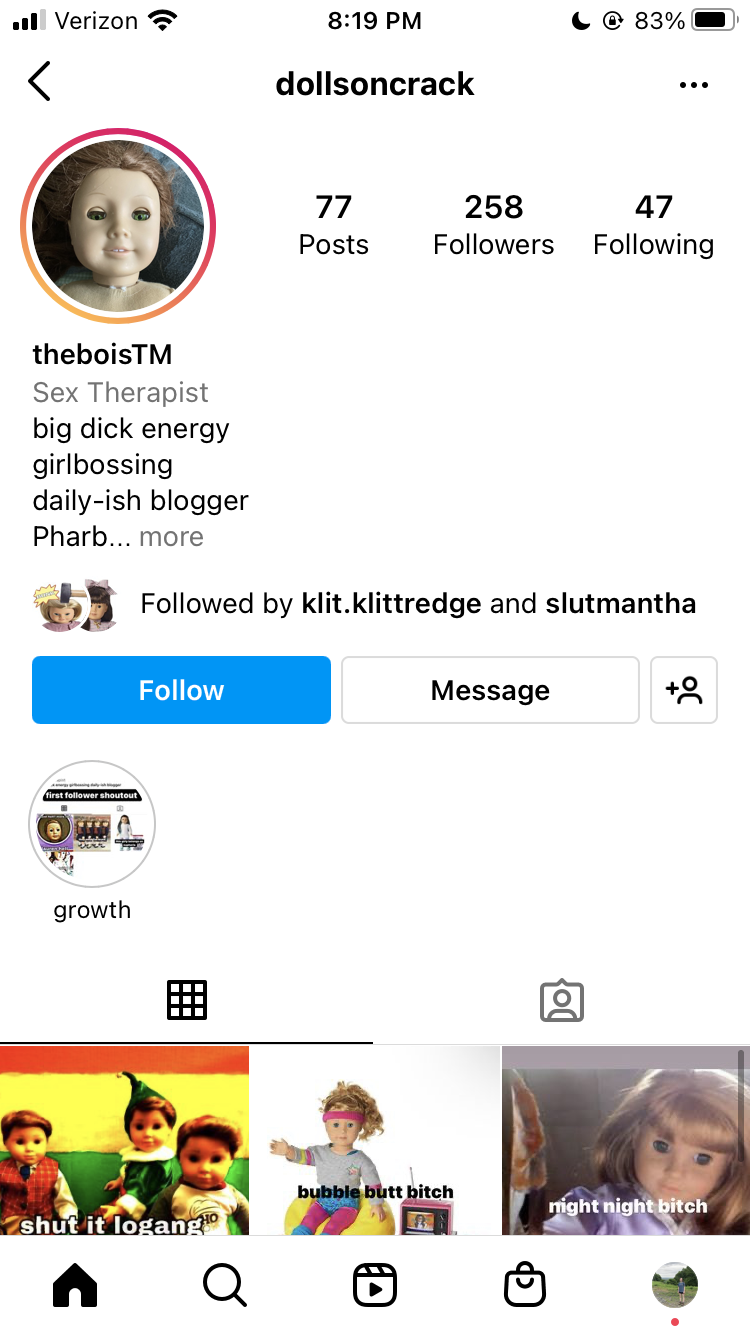 Verizon 8:19 PM 83%
dollsoncrack
77 258 47
Posts Followers Following
theboisTM
Sex Therapist
big dick energy
girlbossing
daily-ish blogger
Pharb... more
Followed by klit.klittredge and slutmantha
Follow Message
first follower shoutout
growth
shut it logang
bubble butt bitch
night night bitch